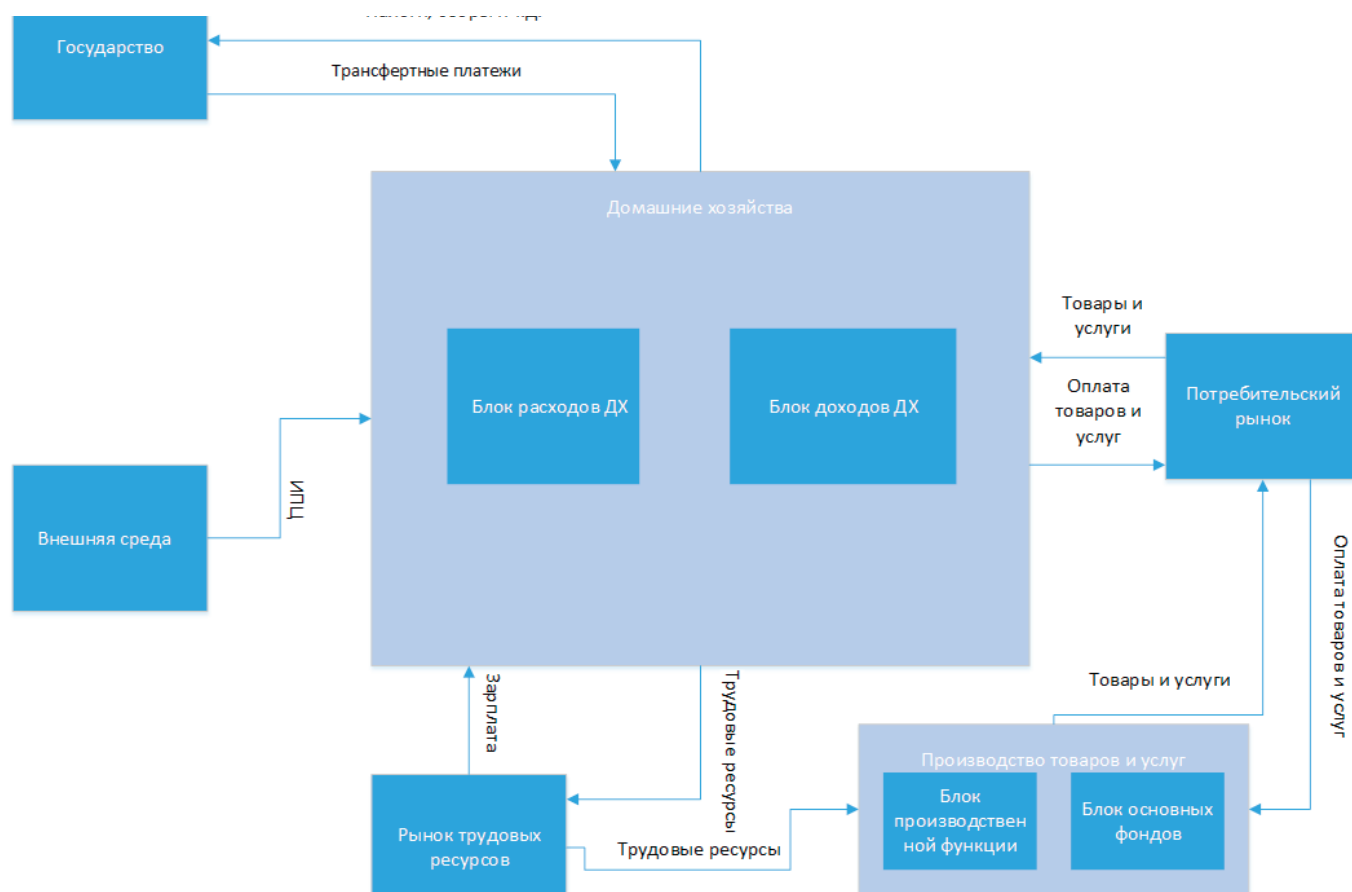 Государство
Трансфертные платежи
Домашние хозяйства
Товары и
услуги
Блок расходов ДХ
Блок доходов ДХ
Оплата
товаров и
услуг
Потребительский
рынок
ИПЦ
Внешняя среда
Оплата товаров и услуг
Зарплата
Трудовые ресурсы
Товары и услуги
Производство товаров и услуг
Блок
производствен
ной функции
Блок основных
фондов
Рынок трудовых
ресурсов
Трудовые ресурсы